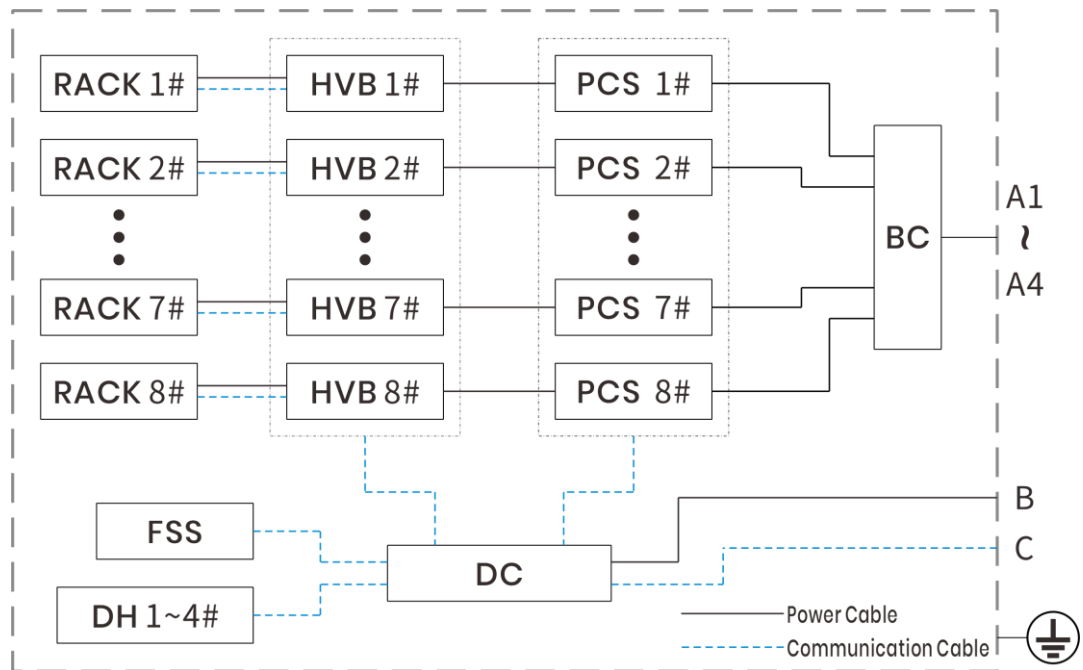 RACK 1# HVB 1# PCS 1#
RACK 2# HVB 2# PCS 2#
A1
BC ~
A4
RACK 7# HVB 7# PCS 7#
RACK 8# HVB 8# PCS 8#
B
FSS
C
DC
DH 1~4#
Power Cable
Communication Cable